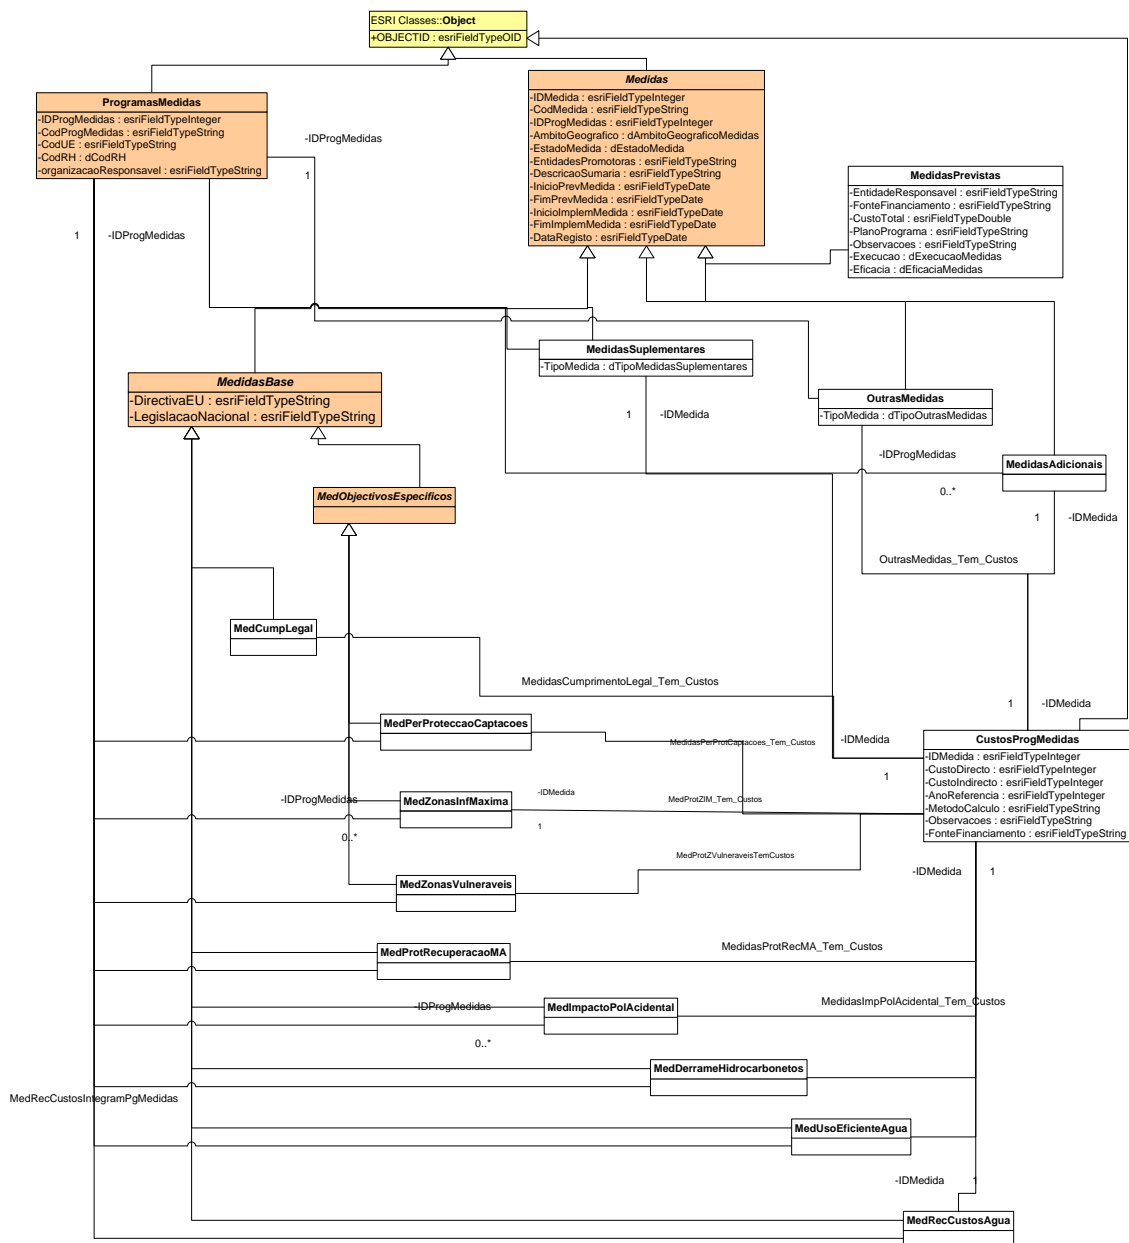 ESRI Classes::Object
+OBJECTID : esriFieldTypeOID
ProgramasMedidas
-IDProgMedidas : esriFieldTypeInteger
-CodProgMedidas : esriFieldTypeString
-CodUE : esriFieldTypeString
-CodRH : dCodRH
-organizacaoResponsavel : esriFieldTypeString
Medidas
-IDMedida : esriFieldTypeInteger
-CodMedida : esriFieldTypeString
-IDProgMedidas : esriFieldTypeInteger
-AmbitoGeografico : dAmbitoGeograficoMedidas
-EstadoMedida : dEstadoMedida
-EntidadesPromotoras : esriFieldTypeString
-DescricaoSumaria : esriFieldTypeString
-InicioPrevMedida : esriFieldTypeDate
-FimPrevMedida : esriFieldTypeDate
-InicioImplemMedida : esriFieldTypeDate
-FimImplemMedida : esriFieldTypeDate
-DataRegisto : esriFieldTypeDate
-IDProgMedidas
1
MedidasPrevistas
-EntidadeResponsavel : esriFieldTypeString
-FonteFinanciamento : esriFieldTypeString
-CustoTotal : esriFieldTypeDouble
-PlanoPrograma : esriFieldTypeString
-Observacoes : esriFieldTypeString
-Execucao : dExecucaoMedidas
-Eficacia : dEficaciaMedidas
1
-IDProgMedidas
MedidasSuplementares
-TipoMedida : dTipoMedidasSuplementares
MedidasBase
-DirectivaEU : esriFieldTypeString
-LegislacaoNacional : esriFieldTypeString
OutrasMedidas
-TipoMedida : dTipoOutrasMedidas
1
-IDMedida
-IDProgMedidas
0..*
MedidasAdicionais
MedObjectivosEspecificos
1
-IDMedida
OutrasMedidas_Tem_Custos
MedCumpLegal
MedidasCumprimentoLegal_Tem_Custos
1
-IDMedida
MedPerProteccaoCaptacoes
MedidasPerProtCaptacoes_Tem_Custos
-IDMedida
1
CustosProgMedidas
-IDMedida : esriFieldTypeInteger
-CustoDirecto : esriFieldTypeInteger
-CustoIndirecto : esriFieldTypeInteger
-AnoReferencia : esriFieldTypeInteger
-MetodoCalculo : esriFieldTypeString
-Observacoes : esriFieldTypeString
-FonteFinanciamento : esriFieldTypeString
-IDProgMedidas
0..*
MedZonasInfMaxima
-IDMedida
1
MedProtZIM_Tem_Custos
MedProtZVulneraveisTemCustos
-IDMedida
1
MedZonasVulneraveis
MedProtRecuperacaoMA
MedidasProtRecMA_Tem_Custos
-IDProgMedidas
0..*
MedImpactoPolAcidental
MedidasImpPolAcidental_Tem_Custos
MedDerrameHidrocarbonetos
MedRecCustosIntegramPgMedidas
MedUsoEficienteAgua
-IDMedida
1
MedRecCustosAgua